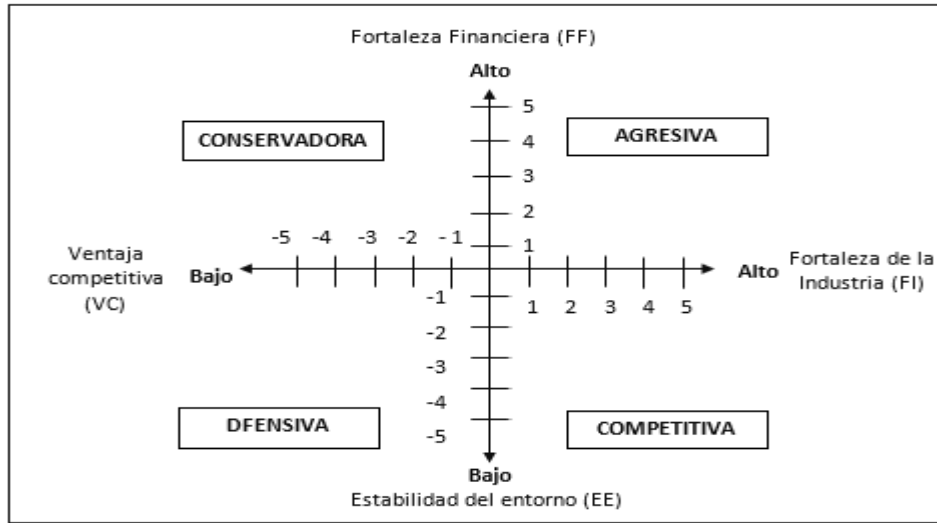 Fortaleza Financiera (FF)
Alto
5
CONSERVADORA
4
AGRESIVA
3
2
-5 -4 -3 -2 - 1
1
Ventaja
competitiva
(VC)
Bajo
Alto
Fortaleza de la
Industria (FI)
-1
1 2 3 4 5
-2
-3
-4
DFENSIVA
COMPETITIVA
-5
Bajo
Estabilidad del entorno (EE)